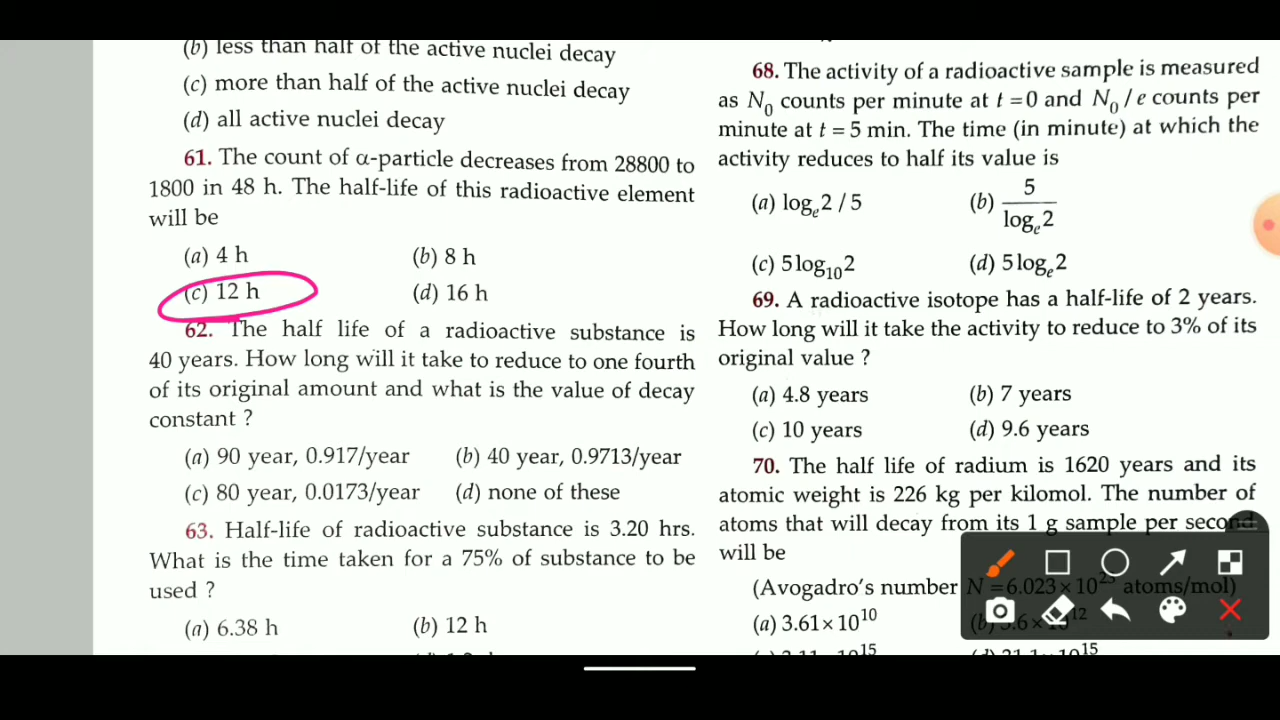 (b) less than half of the active nuclei decay
(c) more than half of the active nuclei decay
(d) all active nuclei decay
61. The count of α-particle decreases from 28800 to
1800 in 48 h. The half-life of this radioactive element
will be
(a) 4 h (b) 8 h
(c) 12 h (d) 16 h
62. The half life of a radioactive substance is
40 years. How long will it take to reduce to one fourth
of its original amount and what is the value of decay
constant ?
(a) 90 year, 0.917/year (b) 40 year, 0.9713/year
(c) 80 year, 0.0173/year (d) none of these
63. Half-life of radioactive substance is 3.20 hrs.
What is the time taken for a 75% of substance to be
used ?
(a) 6.38 h (b) 12 h
68. The activity of a radioactive sample is measured
as N₀ counts per minute at t = 0 and N₀ / e counts per
minute at t = 5 min. The time (in minute) at which the
activity reduces to half its value is
(a) logₑ2 / 5 (b) 5 / logₑ2
(c) 5 log₁₀2 (d) 5 logₑ2
69. A radioactive isotope has a half-life of 2 years.
How long will it take the activity to reduce to 3% of its
original value ?
(a) 4.8 years (b) 7 years
(c) 10 years (d) 9.6 years
70. The half life of radium is 1620 years and its
atomic weight is 226 kg per kilomol. The number of
atoms that will decay from its 1 g sample per second
will be
(Avogadro's number N = 6.023 × 10²³ atoms/mol)
(a) 3.61 × 10¹⁰ (b) 3.6 × 10¹²